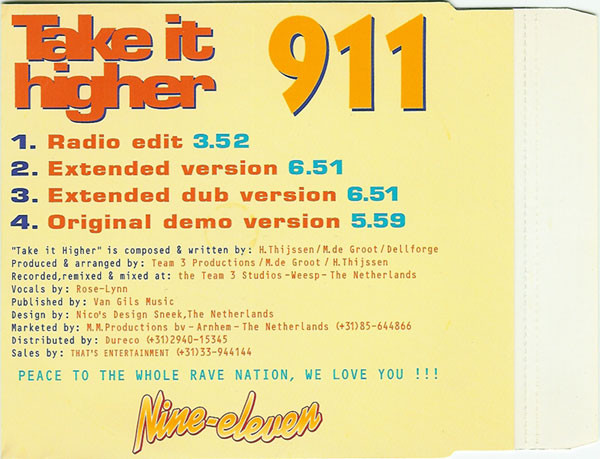 Take it
higher
911
1. Radio edit 3.52
2. Extended version 6.51
3. Extended dub version 6.51
4. Original demo version 5.59
"Take it Higher" is composed & written by: H.Thijssen/M.de Groot/Dellforge
Produced & arranged by: Team 3 Productions/M.de Groot / H.Thijssen
Recorded,remixed & mixed at: the Team 3 Studios-Weesp-The Netherlands
Vocals by: Rose-Lynn
Published by: Van Gils Music
Design by: Nico's Design Sneek,The Netherlands
Marketed by: M.M.Productions bv-Arnhem-The Netherlands (+31)85-644866
Distributed by: Dureco (+31)2940-15345
Sales by: THAT'S ENTERTAINMENT (+31)33-944144
PEACE TO THE WHOLE RAVE NATION, WE LOVE YOU !!!
Nine-eleven